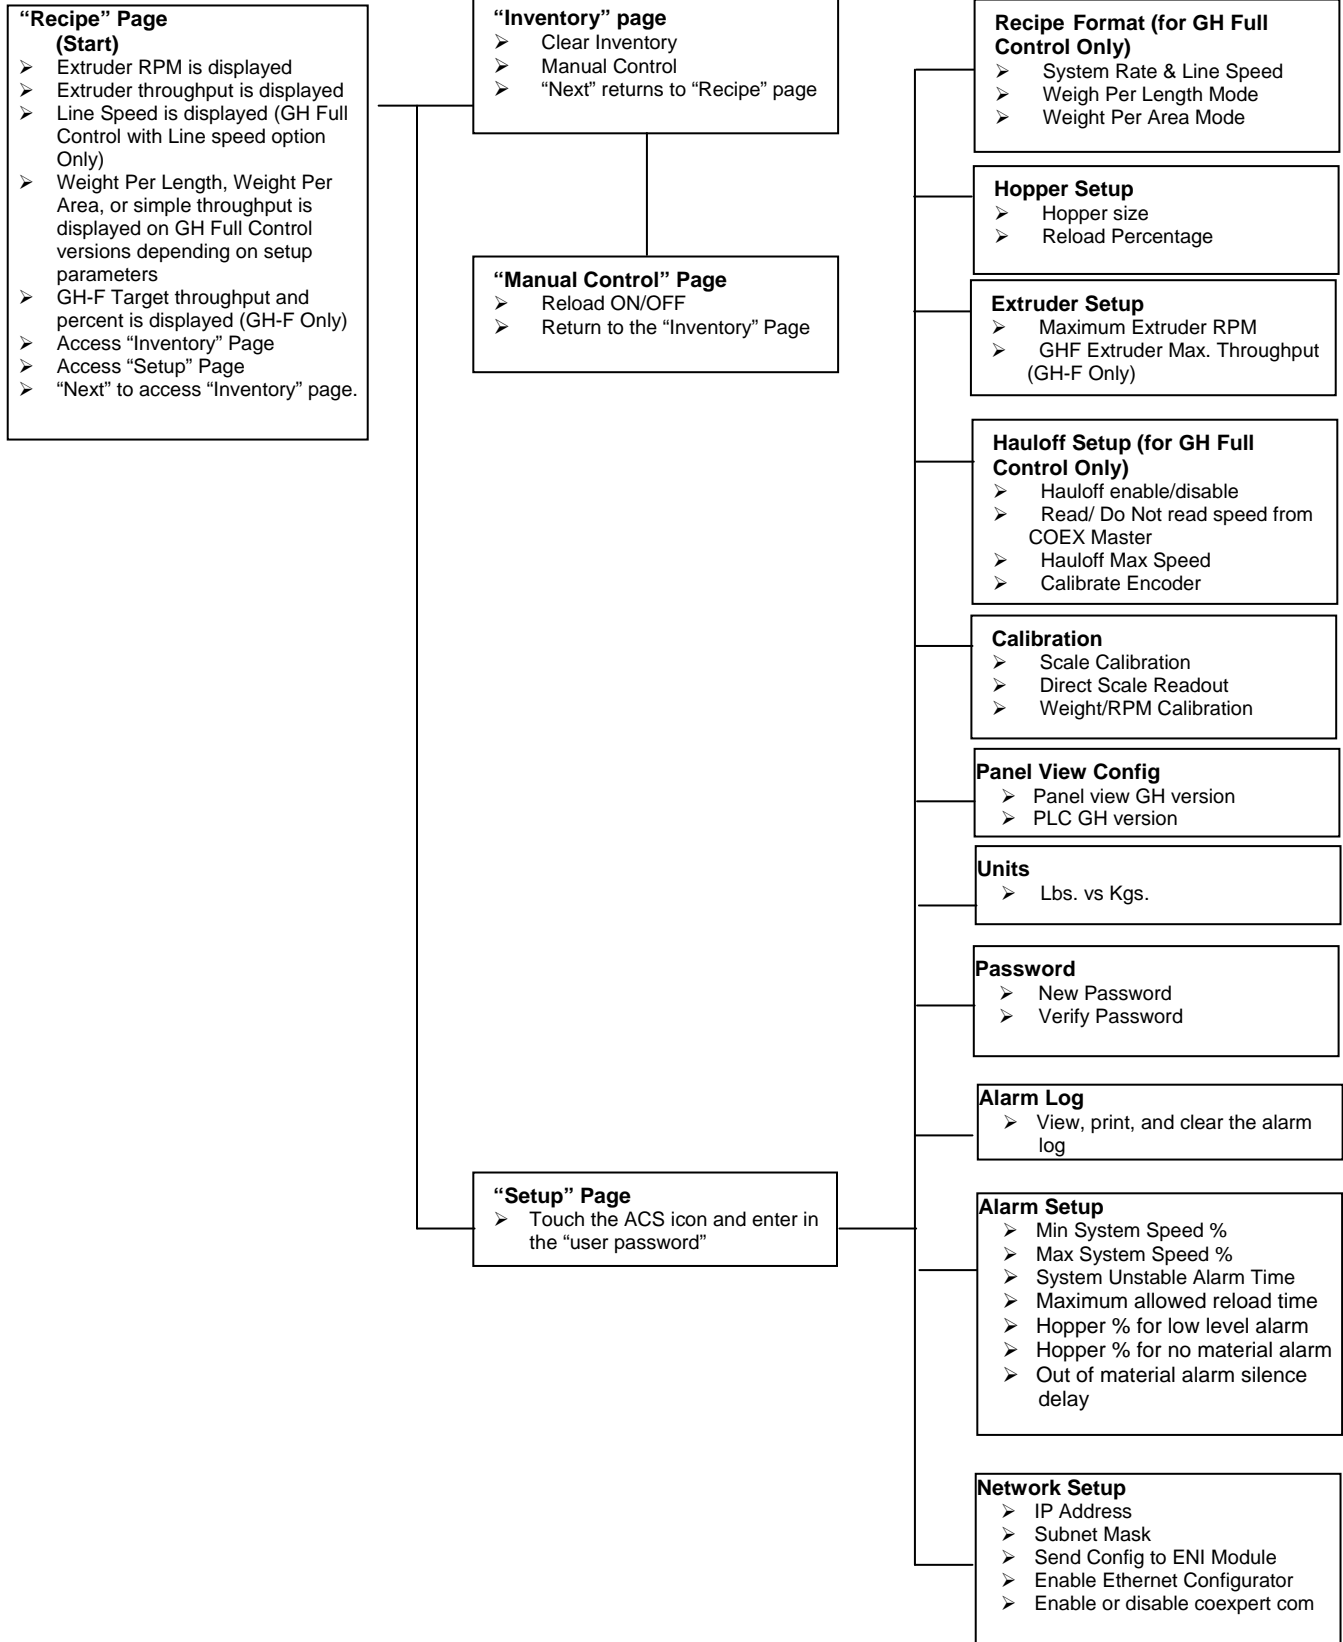 “Recipe” Page
(Start)
➢ Extruder RPM is displayed
➢ Extruder throughput is displayed
➢ Line Speed is displayed (GH Full
Control with Line speed option
Only)
➢ Weight Per Length, Weight Per
Area, or simple throughput is
displayed on GH Full Control
versions depending on setup
parameters
➢ GH-F Target throughput and
percent is displayed (GH-F Only)
➢ Access “Inventory” Page
➢ Access “Setup” Page
➢ “Next” to access “Inventory” page.
“Inventory” page
➢ Clear Inventory
➢ Manual Control
➢ “Next” returns to “Recipe” page
“Manual Control” Page
➢ Reload ON/OFF
➢ Return to the “Inventory” Page
“Setup” Page
➢ Touch the ACS icon and enter in
the “user password”
Recipe Format (for GH Full
Control Only)
➢ System Rate & Line Speed
➢ Weigh Per Length Mode
➢ Weight Per Area Mode
Hopper Setup
➢ Hopper size
➢ Reload Percentage
Extruder Setup
➢ Maximum Extruder RPM
➢ GHF Extruder Max. Throughput
(GH-F Only)
Hauloff Setup (for GH Full
Control Only)
➢ Hauloff enable/disable
➢ Read/ Do Not read speed from
COEX Master
➢ Hauloff Max Speed
➢ Calibrate Encoder
Calibration
➢ Scale Calibration
➢ Direct Scale Readout
➢ Weight/RPM Calibration
Panel View Config
➢ Panel view GH version
➢ PLC GH version
Units
➢ Lbs. vs Kgs.
Password
➢ New Password
➢ Verify Password
Alarm Log
➢ View, print, and clear the alarm
log
Alarm Setup
➢ Min System Speed %
➢ Max System Speed %
➢ System Unstable Alarm Time
➢ Maximum allowed reload time
➢ Hopper % for low level alarm
➢ Hopper % for no material alarm
➢ Out of material alarm silence
delay
Network Setup
➢ IP Address
➢ Subnet Mask
➢ Send Config to ENI Module
➢ Enable Ethernet Configurator
➢ Enable or disable coexpert com